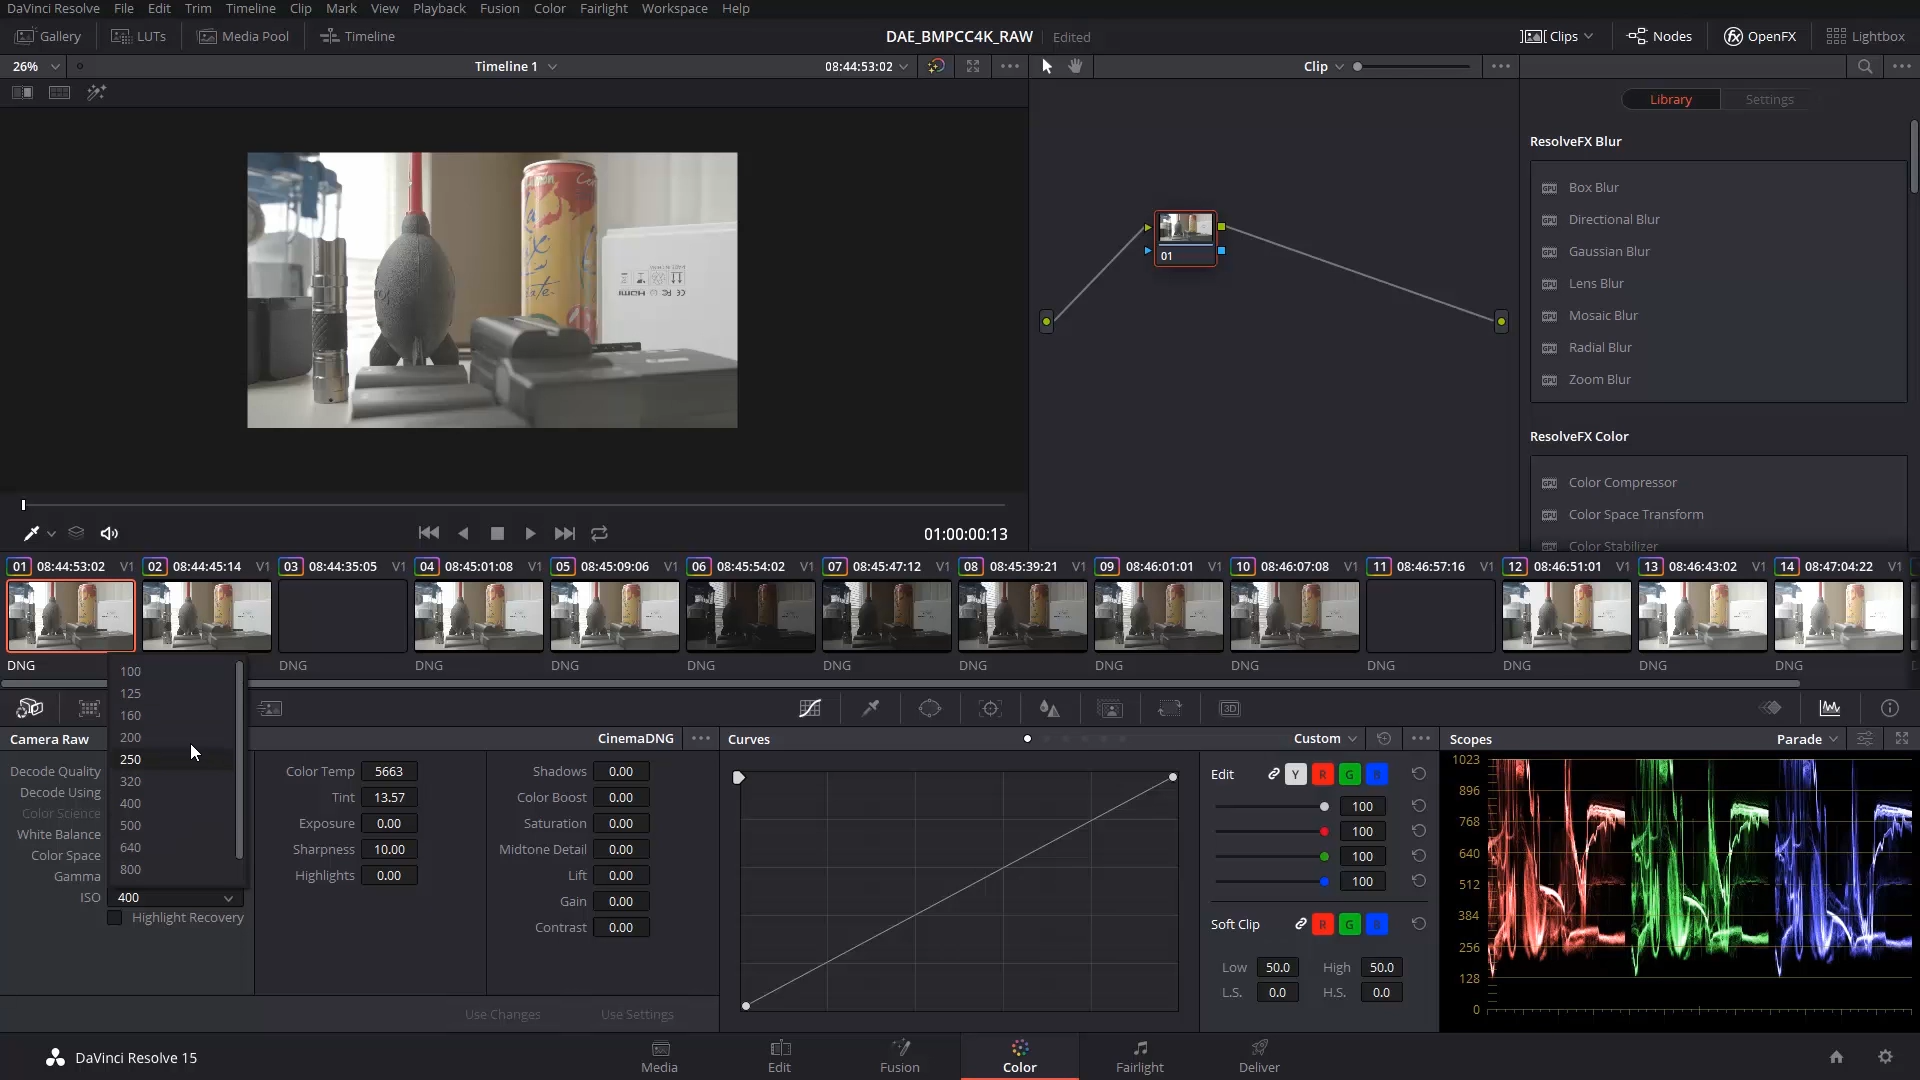 DaVinci Resolve File Edit Trim Timeline Clip Mark View Playback Fusion Color Fairlight Workspace Help
Gallery LUTs Media Pool Timeline DAE_BMPCC4K_RAW Edited Clips Nodes OpenFX Lightbox
26% Timeline 1 08:44:53:02 Clip
Library Settings
ResolveFX Blur
Box Blur
Directional Blur
Gaussian Blur
Lens Blur
Mosaic Blur
Radial Blur
Zoom Blur
ResolveFX Color
Color Compressor
Color Space Transform
Color Stabilizer
01
01:00:00:13
01 08:44:53:02 V1 02 08:44:45:14 V1 03 08:44:35:05 V1 04 08:45:01:08 V1 05 08:45:09:06 V1 06 08:45:54:02 V1 07 08:45:47:12 V1 08 08:45:39:21 V1 09 08:46:01:01 V1 10 08:46:07:08 V1 11 08:46:57:16 V1 12 08:46:51:01 V1 13 08:46:43:02 V1 14 08:47:04:22 V1
DNG DNG DNG DNG DNG DNG DNG DNG DNG DNG DNG DNG DNG
3D
Camera Raw
Decode Quality
Decode Using
Color Science
White Balance
Color Space
Gamma
ISO 400
Highlight Recovery
100
125
160
200
250
320
400
500
640
800
CinemaDNG
Color Temp 5663
Tint 13.57
Exposure 0.00
Sharpness 10.00
Highlights 0.00
Shadows 0.00
Color Boost 0.00
Saturation 0.00
Midtone Detail 0.00
Lift 0.00
Gain 0.00
Contrast 0.00
Use Changes Use Settings
Curves Custom
Edit Y R G B
100
100
100
100
Soft Clip R G B
Low 50.0 High 50.0
L.S. 0.0 H.S. 0.0
Scopes Parade
1023
896
768
640
512
384
256
128
0
DaVinci Resolve 15 Media Edit Fusion Color Fairlight Deliver